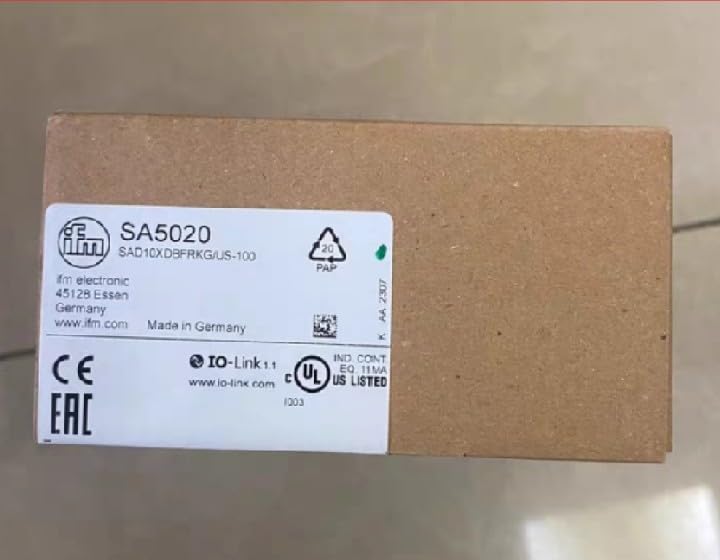 ifm
SA5020
SAD10XDBFRKG/US-100
ifm electronic
45128 Essen
Germany
www.ifm.com
Made in Germany
20
PAP
K AA 2307
CE
EAC
IO-Link 1.1
www.io-link.com
C UL US LISTED
IND. CONT.
EQ. 11MA
I003